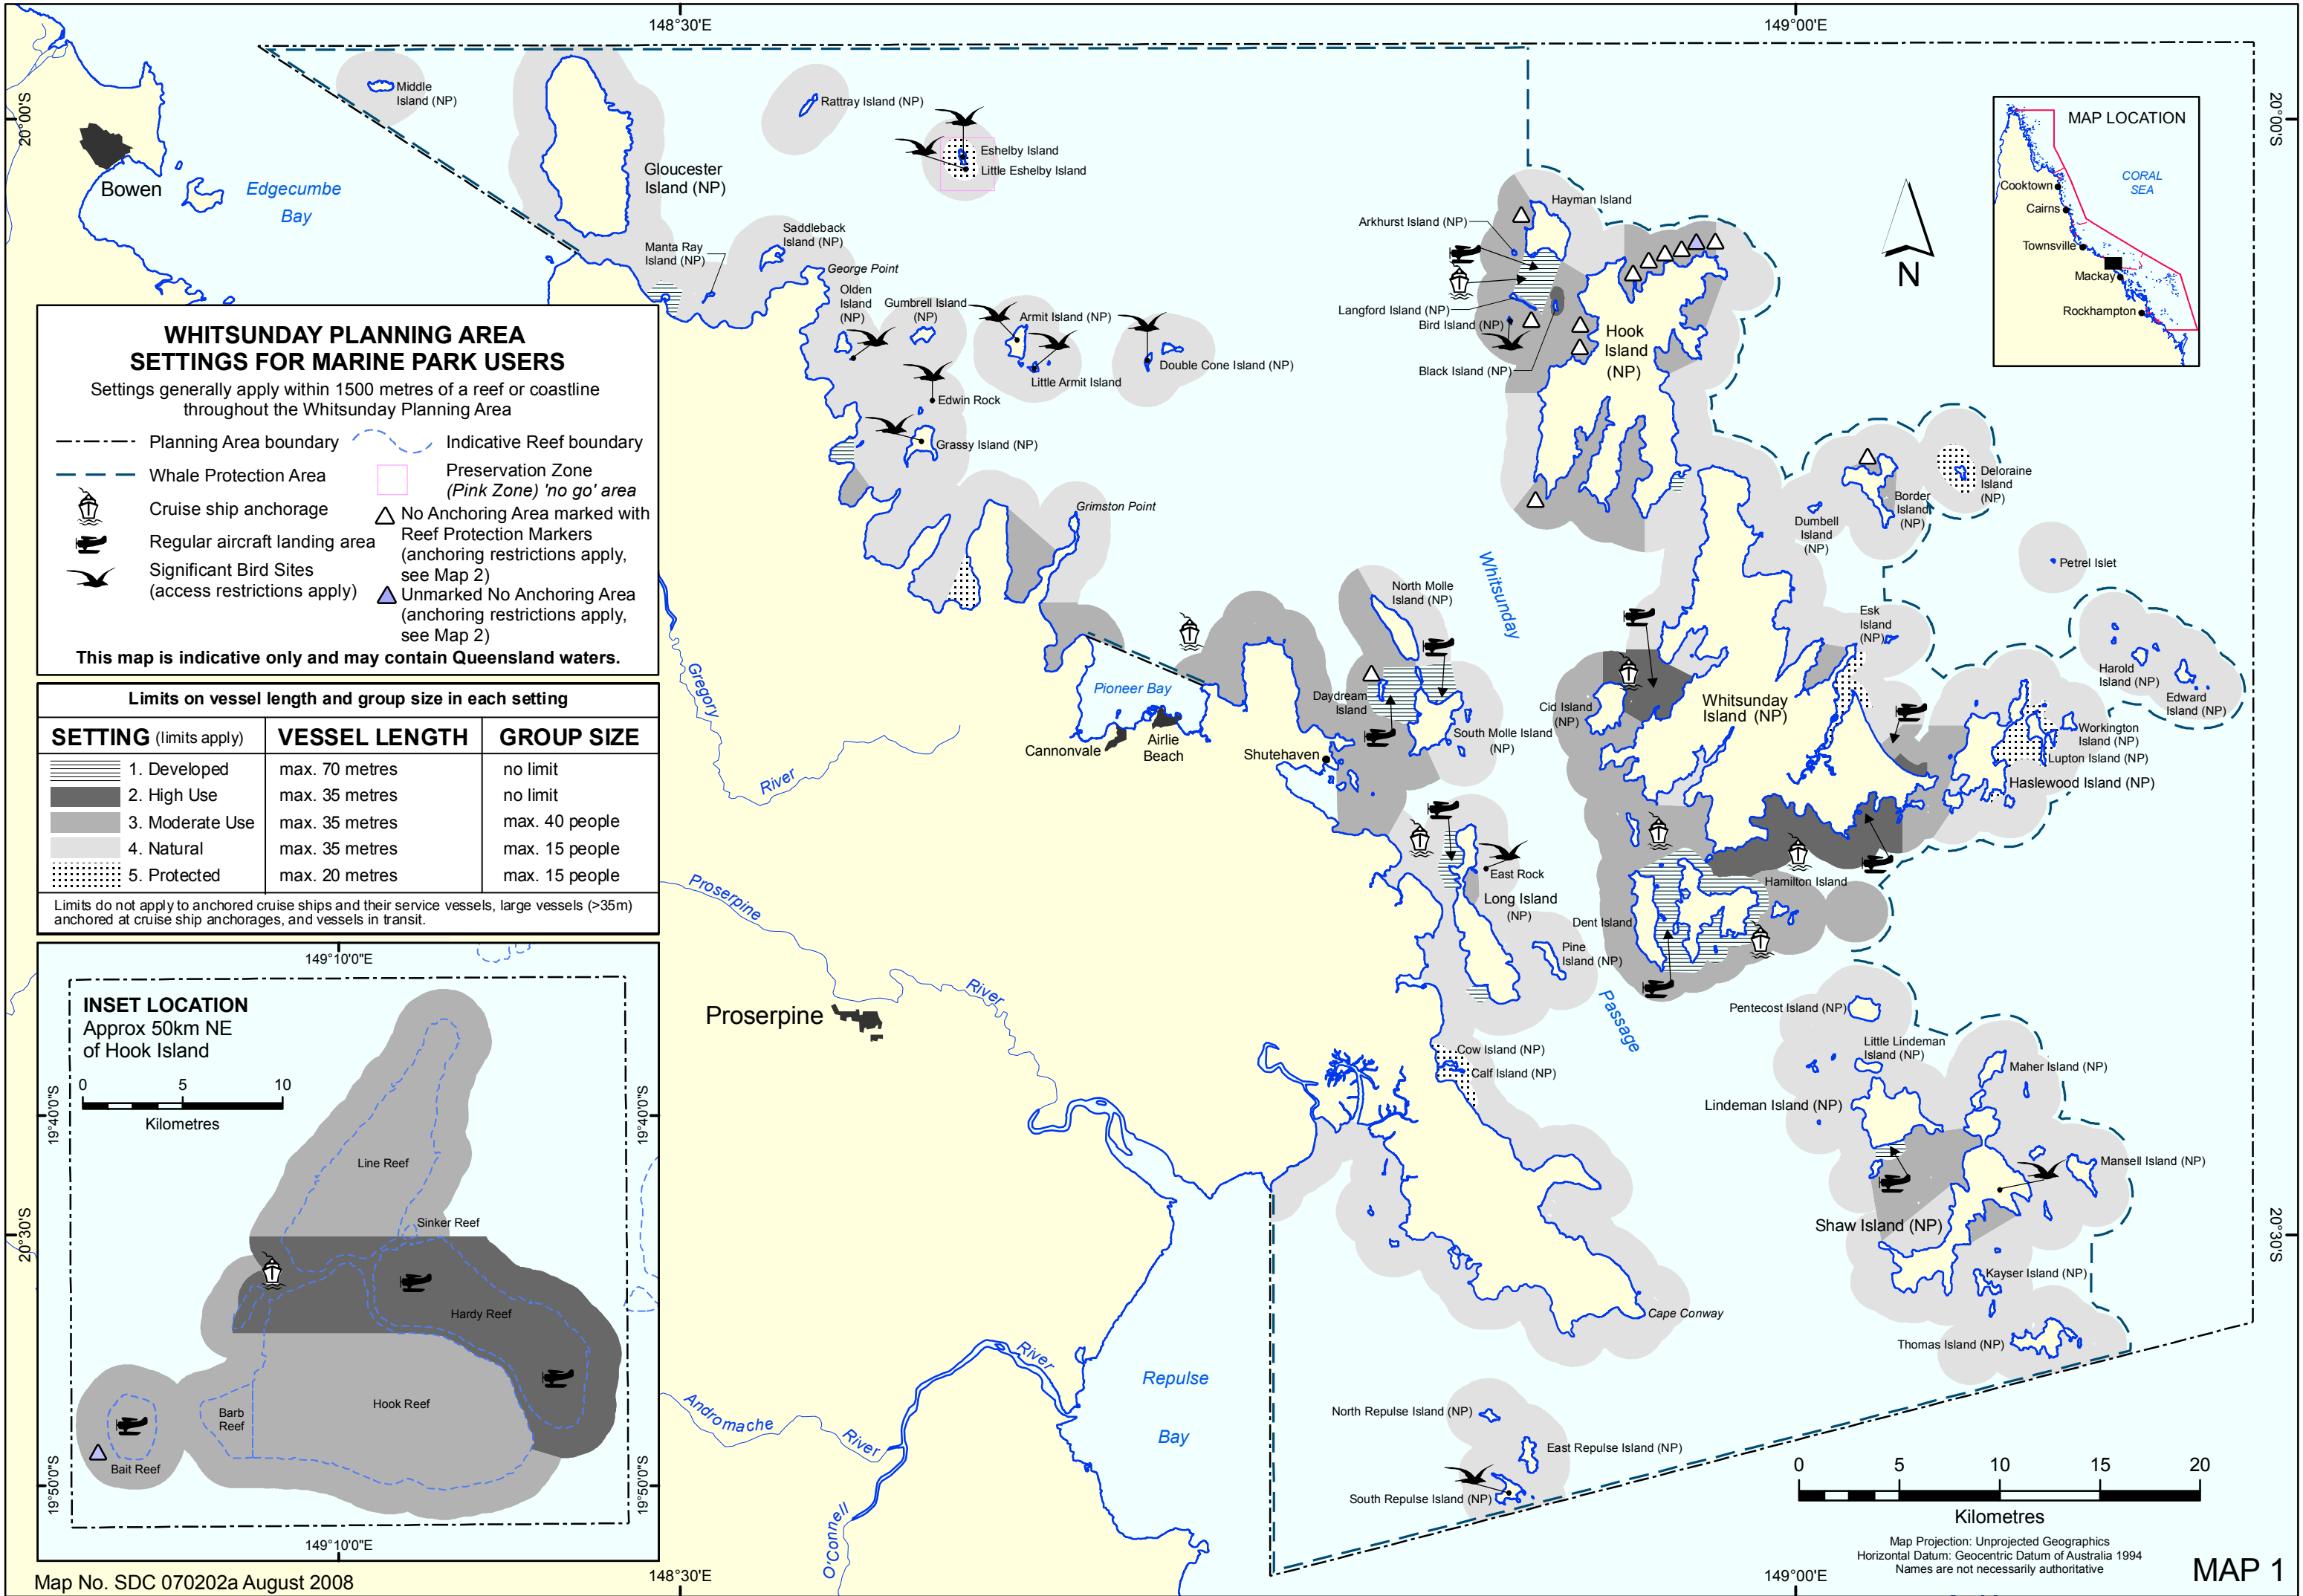 148°30'E
149°00'E
20°00'S
20°00'S
Middle
Island (NP)
Rattray Island (NP)
Eshelby Island
Little Eshelby Island
Bowen
Edgecumbe
Bay
Gloucester
Island (NP)
Saddleback
Island (NP)
Manta Ray
Island (NP)
George Point
Olden
Island
(NP)
Gumbrell Island
(NP)
Armit Island (NP)
Little Armit Island
Double Cone Island (NP)
Edwin Rock
Grassy Island (NP)
Grimston Point
Hayman Island
Arkhurst Island (NP)
Langford Island (NP)
Bird Island (NP)
Black Island (NP)
Hook
Island
(NP)
N
MAP LOCATION
CORAL
SEA
Cooktown
Cairns
Townsville
Mackay
Rockhampton
WHITSUNDAY PLANNING AREA
SETTINGS FOR MARINE PARK USERS
Settings generally apply within 1500 metres of a reef or coastline
throughout the Whitsunday Planning Area
Planning Area boundary
Indicative Reef boundary
Whale Protection Area
Preservation Zone
(Pink Zone) 'no go' area
Cruise ship anchorage
No Anchoring Area marked with
Reef Protection Markers
(anchoring restrictions apply,
see Map 2)
Regular aircraft landing area
Significant Bird Sites
(access restrictions apply)
Unmarked No Anchoring Area
(anchoring restrictions apply,
see Map 2)
This map is indicative only and may contain Queensland waters.
Limits on vessel length and group size in each setting
SETTING (limits apply) VESSEL LENGTH GROUP SIZE
1. Developed max. 70 metres no limit
2. High Use max. 35 metres no limit
3. Moderate Use max. 35 metres max. 40 people
4. Natural max. 35 metres max. 15 people
5. Protected max. 20 metres max. 15 people
Limits do not apply to anchored cruise ships and their service vessels, large vessels (>35m)
anchored at cruise ship anchorages, and vessels in transit.
Deloraine
Island
(NP)
Border
Island
(NP)
Dumbell
Island
(NP)
Petrel Islet
Whitsunday
Passage
North Molle
Island (NP)
Esk
Island
(NP)
Harold
Island (NP)
Edward
Island (NP)
Pioneer Bay
Daydream
Island
Cid Island
(NP)
Whitsunday
Island (NP)
Workington
Island (NP)
Lupton Island (NP)
Haslewood Island (NP)
Cannonvale
Airlie
Beach
Shutehaven
South Molle Island
(NP)
Gregory
River
East Rock
Long Island
(NP)
Hamilton Island
Dent Island
Pine
Island (NP)
Proserpine
River
Proserpine
Pentecost Island (NP)
Cow Island (NP)
Calf Island (NP)
Little Lindeman
Island (NP)
Maher Island (NP)
Lindeman Island (NP)
Mansell Island (NP)
Shaw Island (NP)
Kayser Island (NP)
Thomas Island (NP)
Cape Conway
20°30'S
20°30'S
INSET LOCATION
Approx 50km NE
of Hook Island
0 5 10
Kilometres
149°10'0"E
19°40'0"S
19°40'0"S
Line Reef
Sinker Reef
Hardy Reef
Hook Reef
Barb
Reef
Bait Reef
19°50'0"S
19°50'0"S
149°10'0"E
Andromache
River
O'Connell
River
Repulse
Bay
North Repulse Island (NP)
East Repulse Island (NP)
South Repulse Island (NP)
0 5 10 15 20
Kilometres
Map Projection: Unprojected Geographics
Horizontal Datum: Geocentric Datum of Australia 1994
Names are not necessarily authoritative
MAP 1
Map No. SDC 070202a August 2008
148°30'E
149°00'E